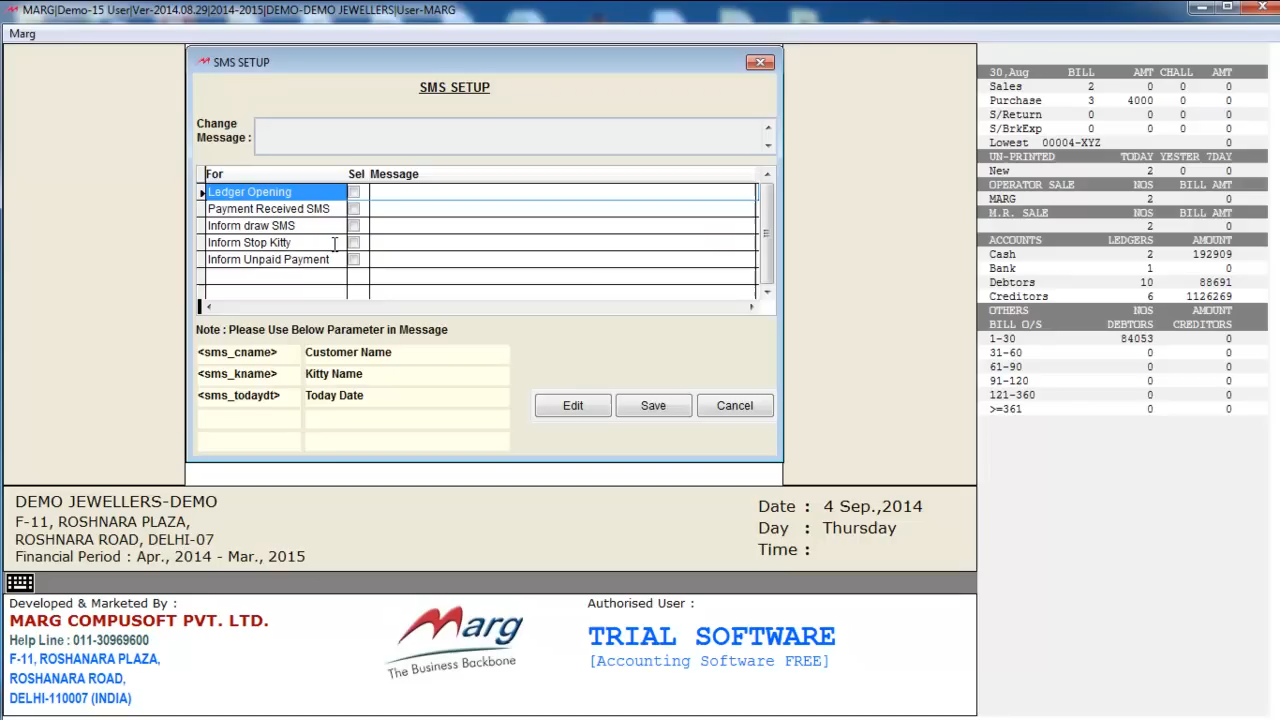 MARG|Demo-15 User|Ver-2014.08.29|2014-2015|DEMO-DEMO JEWELLERS|User-MARG
Marg
SMS SETUP
SMS SETUP
Change
Message :
For Sel Message
Ledger Opening
Payment Received SMS
Inform draw SMS
Inform Stop Kitty
Inform Unpaid Payment
Note : Please Use Below Parameter in Message
<sms_cname> Customer Name
<sms_kname> Kitty Name
<sms_todaydt> Today Date
Edit Save Cancel
30,Aug BILL AMT CHALL AMT
Sales 2 0 0 0
Purchase 3 4000 0 0
S/Return 0 0 0 0
S/BrkExp 0 0 0 0
Lowest 00004-XYZ 0
UN-PRINTED TODAY YESTER 7DAY
New 2 0 0
OPERATOR SALE NOS BILL AMT
MARG 2 0
M.R. SALE NOS BILL AMT
2 0
ACCOUNTS LEDGERS AMOUNT
Cash 2 192909
Bank 1 0
Debtors 10 88691
Creditors 6 1126269
OTHERS NOS AMOUNT
BILL O/S DEBTORS CREDITORS
1-30 84053 0
31-60 0 0
61-90 0 0
91-120 0 0
121-360 0 0
>=361 0 0
DEMO JEWELLERS-DEMO
F-11, ROSHNARA PLAZA,
ROSHNARA ROAD, DELHI-07
Financial Period : Apr., 2014 - Mar., 2015
Date : 4 Sep.,2014
Day : Thursday
Time :
Developed & Marketed By :
MARG COMPUSOFT PVT. LTD.
Help Line : 011-30969600
F-11, ROSHANARA PLAZA,
ROSHANARA ROAD,
DELHI-110007 (INDIA)
Marg
The Business Backbone
Authorised User :
TRIAL SOFTWARE
[Accounting Software FREE]